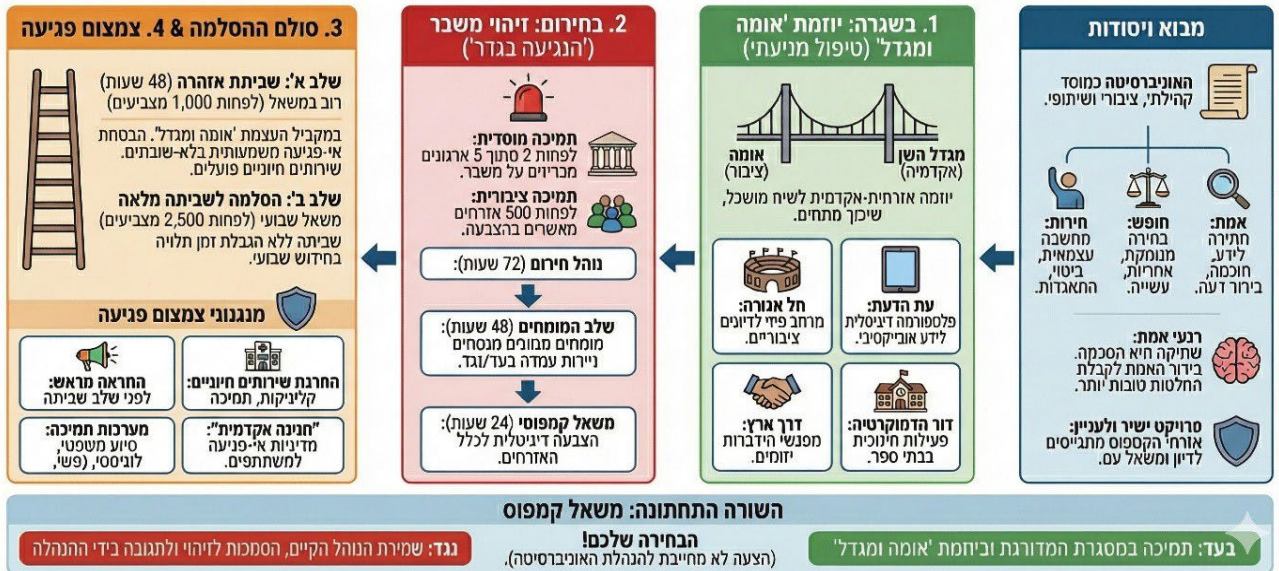 מבוא ויסודות
האוניברסיטה כמוסד
קהילתי, ציבורי ושיתופי.
אמת:
חתירה
לידע,
חוכמה,
בירור דעה.
חופש:
בחירה
מנומקת,
אחריות,
עשייה.
חירות:
מחשבה
עצמאית,
ביטוי,
התאגדות.
רגעי אמת:
שתיקה חיא הסכמה.
בידור האמת לקבלת
החלטות טובות יותר.
פרויקט ישיר ולעניין:
אזרחי הקספוס מתגייסים
לדיון ומשאל עם.
1. בשגרה: יוזמת 'אומה
ומגדל' (טיפול מניעתי)
מגדל השן
(אקדמיה)
אומה
(ציבור)
יוזמה אזרחית-אקדמית לשיח מושכל,
שיכוך מתחים.
עת הדעת:
פלספורמה דיגיסלית
לידע אובייקסיבי.
חל אגורה:
מרחב פיזי לדיונים
ציבוריים.
דור הדמוקרטיה:
פעילות חינוכית
בבתי ספר.
דרך ארץ:
מפגשי הידברות
יזומים.
2. בחירום: זיהוי משבר
('הנגיעה בגדר')
תמיכה מוסדית:
לפחות 2 סתוך 5 ארגונים
מכריזים על משבר.
תמיכה ציבורית:
לפחות 500 אזרחים
מאשרים בהצבעה.
נוהל חירום (72 שעות):
שלב המומחים (48 שעות):
מומחים מגוונים מנסחים
ניירות עמדה בעד/נגד.
משאל קמפוסי (24 שעות):
הצבעה דיגיטלית לכלל
האזרחים.
3. סולם ההסלמה & 4. צמצום פגיעה
שלב א': שביתת אזהרה (48 שעות)
רוב במשאל (לפחות 1,000 מצביעים)
במקביל העצמת 'אותה ומגדל'. הבטחת
אי-פגיעה משמעותית בלא-שובתים.
שירותים חיוניים פועלים.
שלב ב': הסלמה לשביתה מלאה
משאל שבועי (לפחות 2,500 מצביעים)
שביתה ללא הגבלת זמן תלויה
בחידוש שבועי.
מנגנוני צמצום פגיעה
החרגת שירותים חיוניים:
קליניקות, תמיכה
החראה מראש:
לפני שלב שביתה
"חנינה אקדמית":
מדיניות אי-פגיעה
למשתתפים.
מערכות תמיכה:
סיוע משפטי,
לוגיססי, (פשי,
השורה התחתונה: משאל קמפוס
בעד: תמיכה במסגרת המדורגת וביחמת 'אומה ומגדל'
הבחירה שלכם!
(הצעה לא מחייבת להנהלת האוניברסיטה).
נגד: שמירת הנוהל הקיים, הסמכות לזיהוי ולתגובה בידי ההנהלה